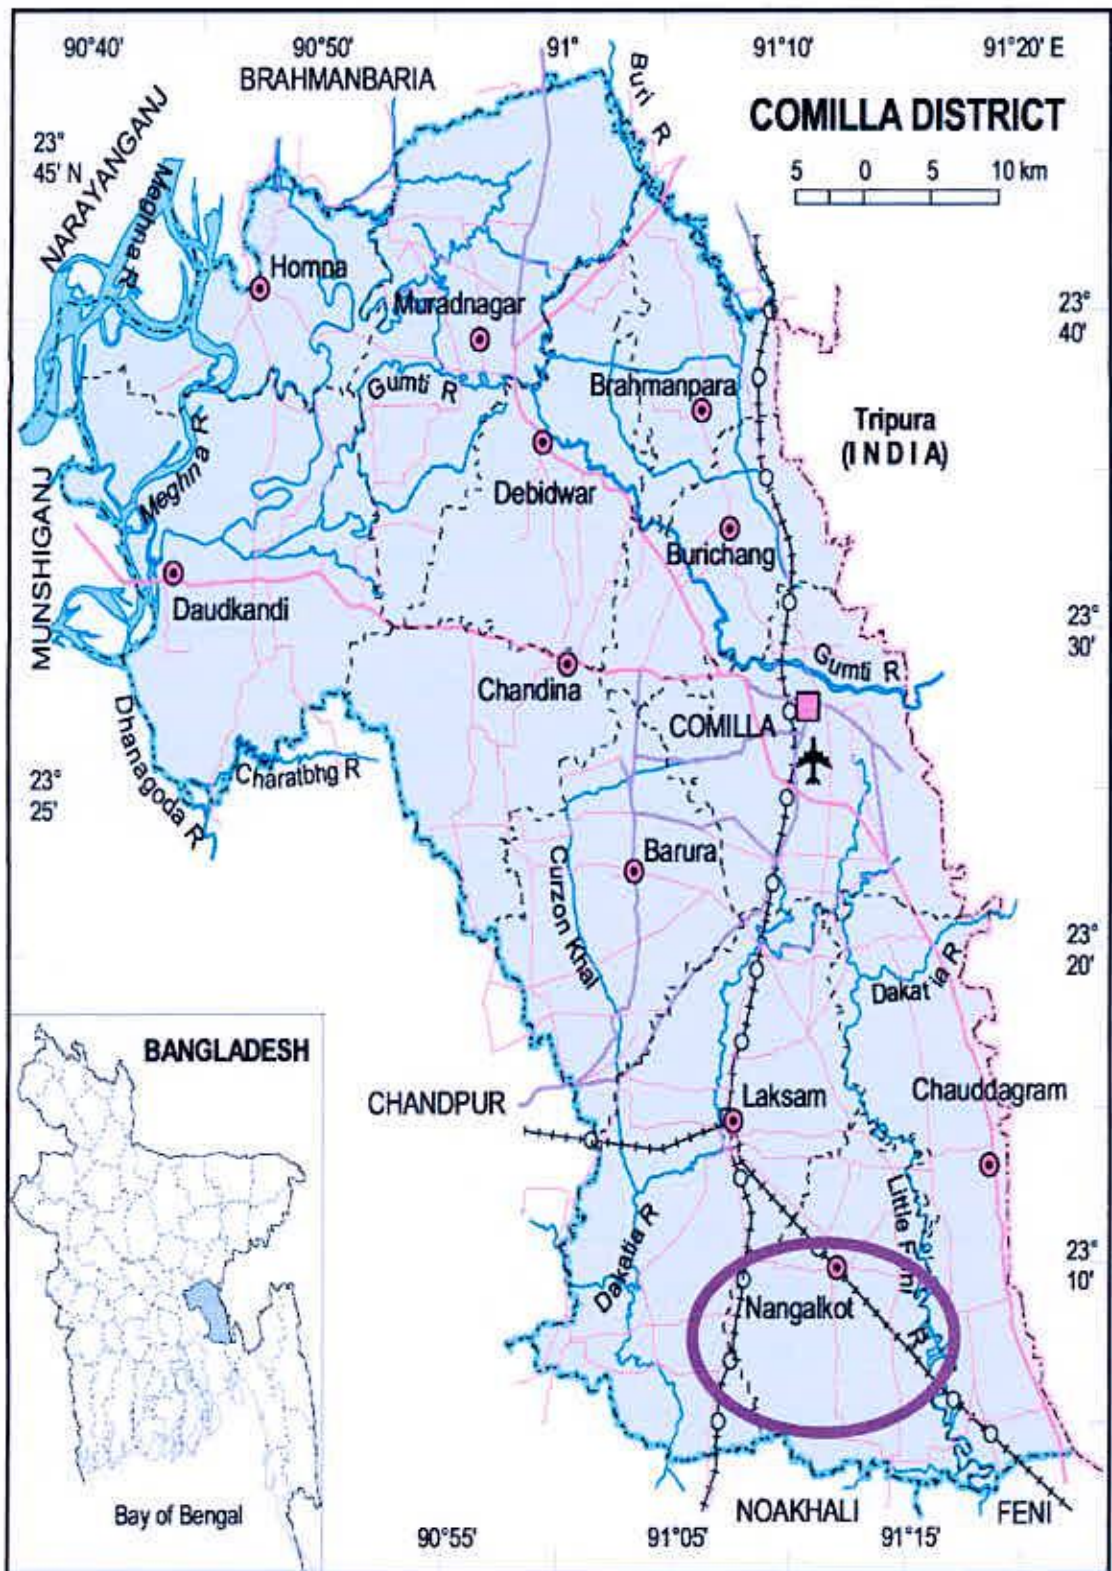 90°40'
90°50'
91°
91°10'
91°20' E
BRAHMANBARIA
Buri R
COMILLA DISTRICT
5 0 5 10 km
23°
45' N
NARAYANGANJ
Meghna R
Homna
Muradnagar
23°
40'
Gumti R
Brahmanpara
Tripura
(INDIA)
Meghna R
Debidwar
MUNSHIGANJ
Burichang
Daudkandi
23°
30'
Gumti R
Chandina
COMILLA
Dhanagoda R
Charatbhg R
23°
25'
Barura
Curzon Khal
23°
20'
Dakatia R
BANGLADESH
CHANDPUR
Laksam
Chauddagram
Little Fini R
Dakatia R
23°
10'
Nangalkot
Bay of Bengal
NOAKHALI
FENI
90°55'
91°05'
91°15'